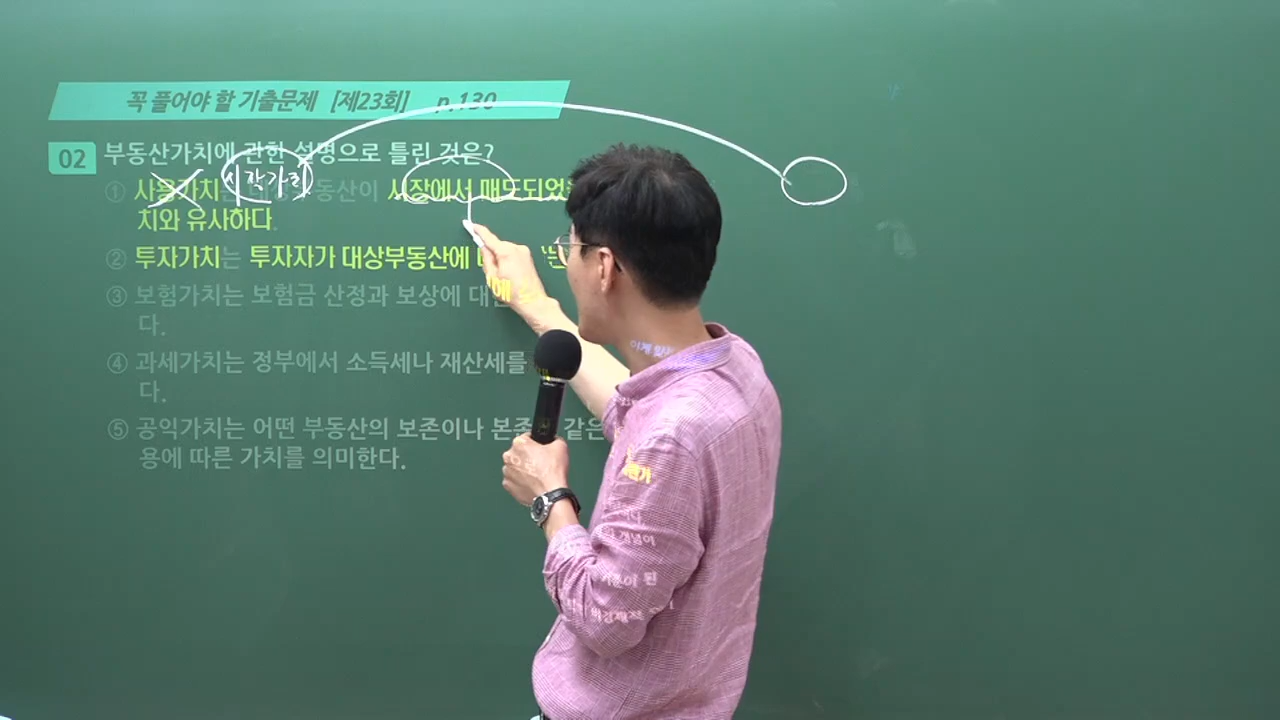 꼭 풀어야 할 기출문제 [제23회] p.130
02 부동산가치에 관한 설명으로 틀린 것은?
시장가치
① 사용가치는 대상부동산이 시장에서 매도되었을
치와 유사하다.
② 투자가치는 투자자가 대상부동산에
③ 보험가치는 보험금 산정과 보상에 대한
다.
④ 과세가치는 정부에서 소득세나 재산세를
다.
⑤ 공익가치는 어떤 부동산의 보존이나 보존 같은
용에 따른 가치를 의미한다.